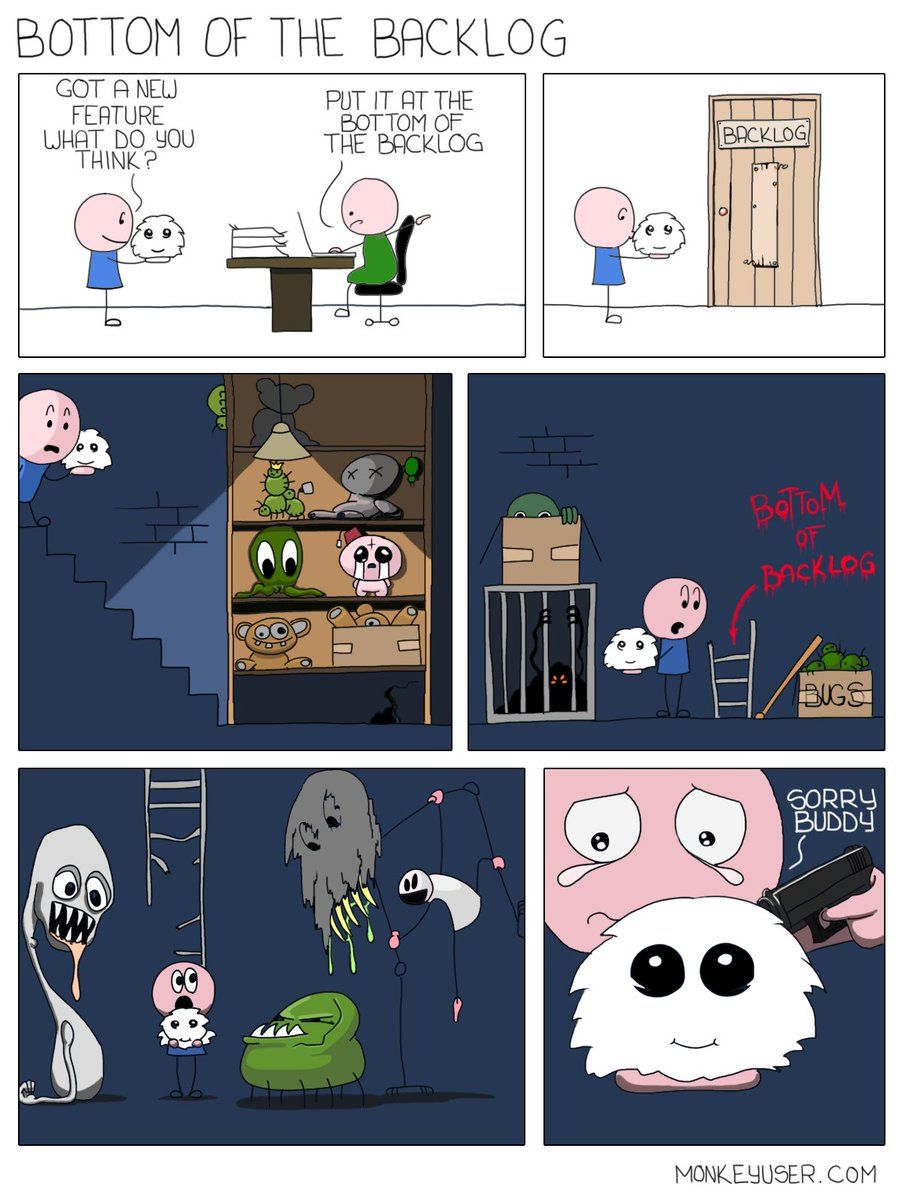 BOTTOM OF THE BACKLOG
GOT A NEW
FEATURE
WHAT DO YOU
THINK?
PUT IT AT THE
BOTTOM OF
THE BACKLOG
BACKLOG
BOTTOM
OF
BACKLOG
BUGS
SORRY
BUDDY
MONKEYUSER.COM